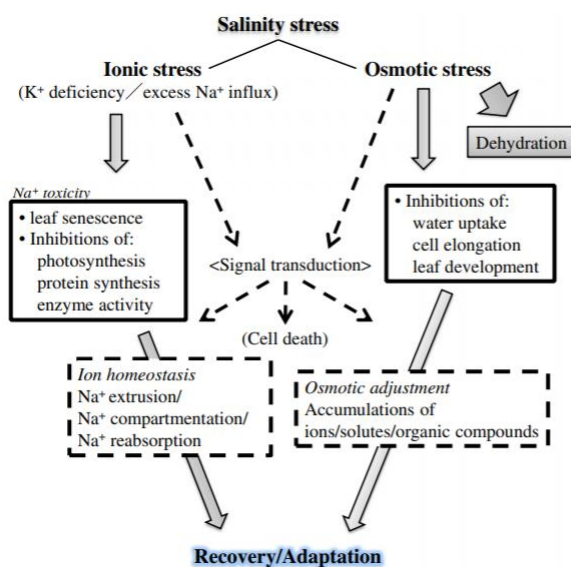 Salinity stress
Ionic stress
Osmotic stress
(K⁺ deficiency／excess Na⁺ influx)
Dehydration
Na⁺ toxicity
• leaf senescence
• Inhibitions of:
photosynthesis
protein synthesis
enzyme activity
• Inhibitions of:
water uptake
cell elongation
leaf development
<Signal transduction>
(Cell death)
Ion homeostasis
Na⁺ extrusion/
Na⁺ compartmentation/
Na⁺ reabsorption
Osmotic adjustment
Accumulations of
ions/solutes/organic compounds
Recovery/Adaptation